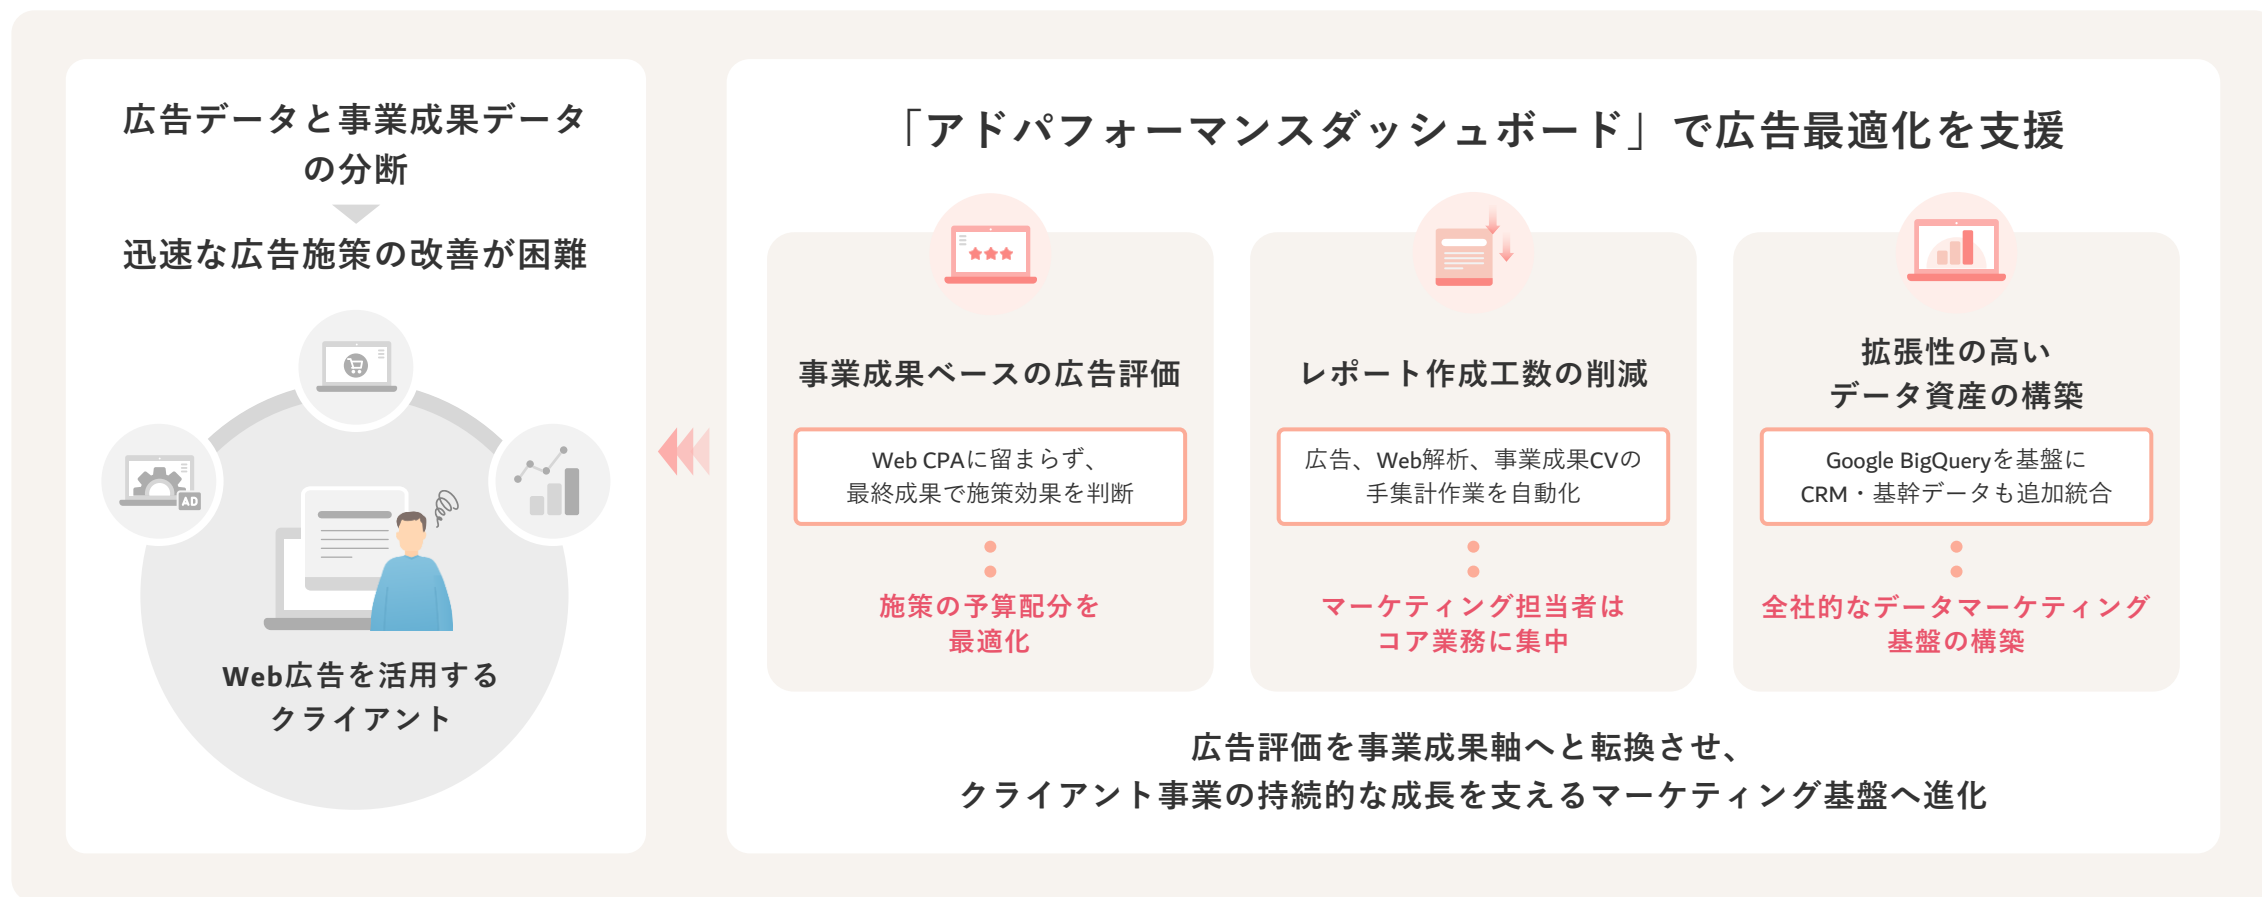 広告データと事業成果データ
の分断
迅速な広告施策の改善が困難
AD
Web広告を活用する
クライアント
「アドパフォーマンスダッシュボード」で広告最適化を支援
事業成果ベースの広告評価
Web CPAに留まらず、
最終成果で施策効果を判断
施策の予算配分を
最適化
レポート作成工数の削減
広告、Web解析、事業成果CVの
手集計作業を自動化
マーケティング担当者は
コア業務に集中
拡張性の高い
データ資産の構築
Google BigQueryを基盤に
CRM・基幹データも追加統合
全社的なデータマーケティング
基盤の構築
広告評価を事業成果軸へと転換させ、
クライアント事業の持続的な成長を支えるマーケティング基盤へ進化